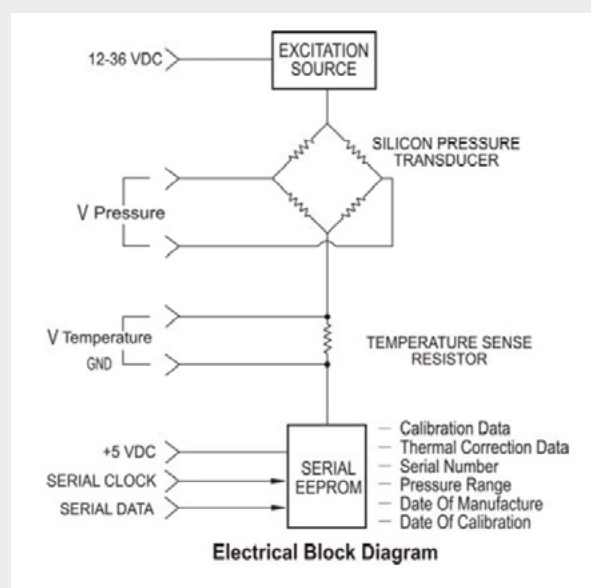 EXCITATION
SOURCE
12-36 VDC
SILICON PRESSURE
TRANSDUCER
V Pressure
V Temperature
GND
TEMPERATURE SENSE
RESISTOR
+5 VDC
SERIAL CLOCK
SERIAL DATA
SERIAL
EEPROM
— Calibration Data
— Thermal Correction Data
— Serial Number
— Pressure Range
— Date Of Manufacture
— Date Of Calibration
Electrical Block Diagram